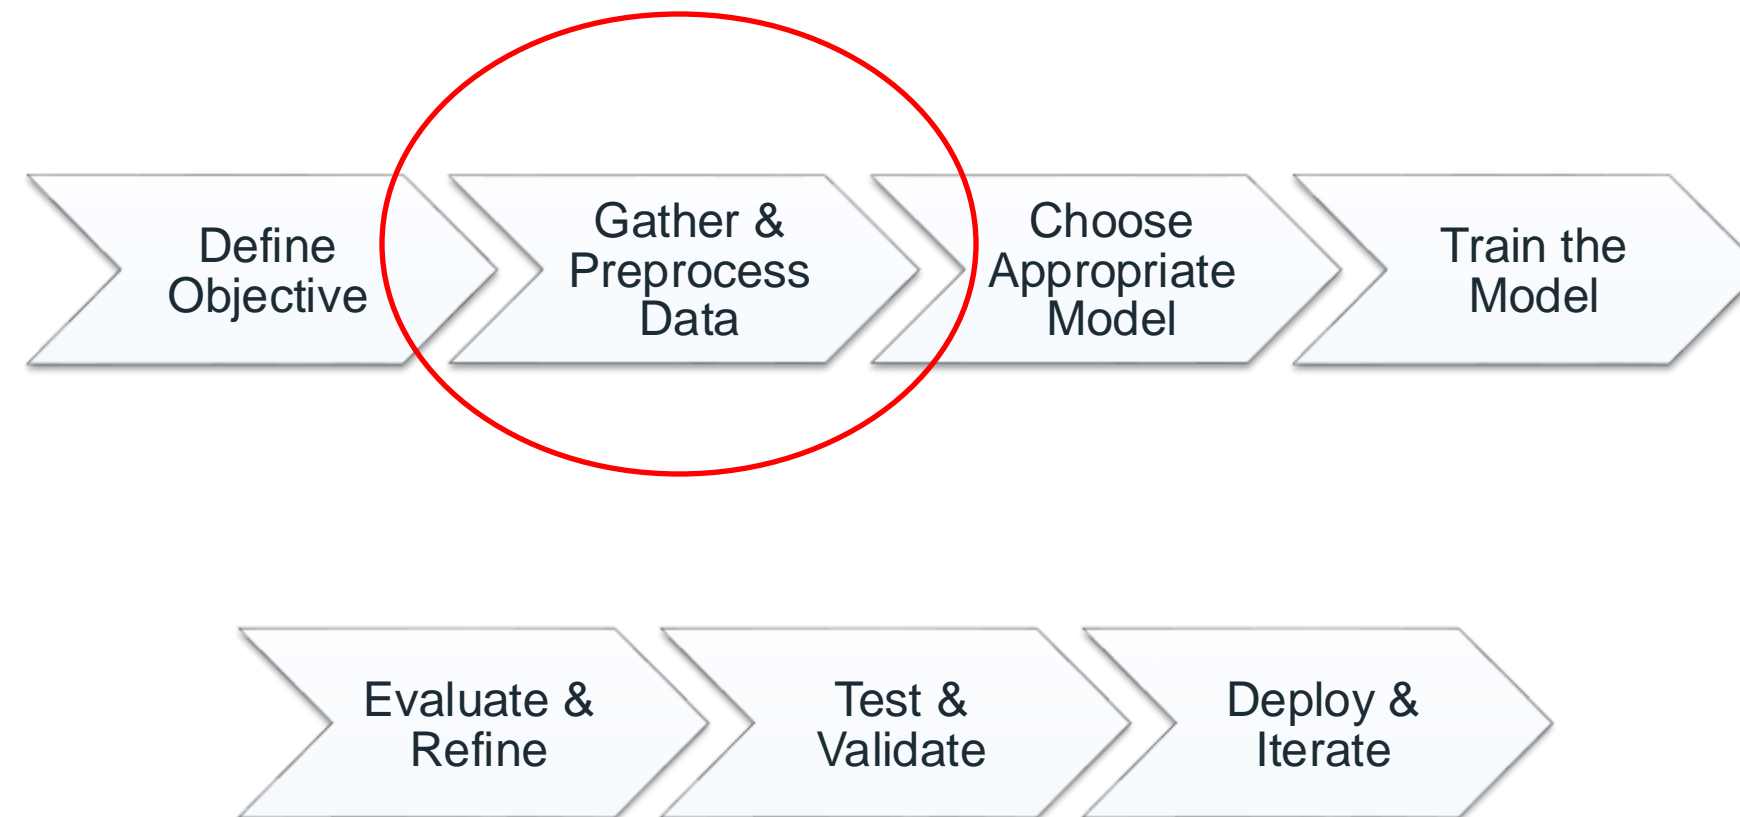 Define
Objective
Gather &
Preprocess
Data
Choose
Appropriate
Model
Train the
Model
Evaluate &
Refine
Test &
Validate
Deploy &
Iterate